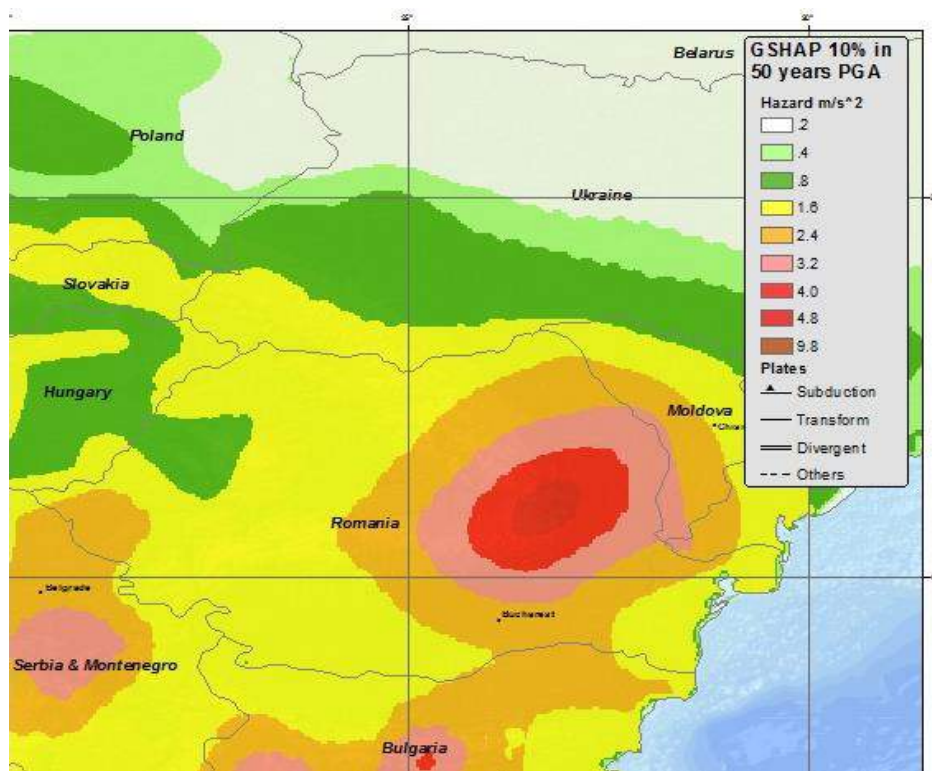 Belarus
GSHAP 10% in
50 years PGA
Hazard m/s^2
.2
.4
.8
1.6
2.4
3.2
4.0
4.8
9.8
Plates
Subduction
Transform
Divergent
Others
Poland
Ukraine
Slovakia
Hungary
Moldova
Romania
Belgrade
Bucharest
Serbia & Montenegro
Bulgaria